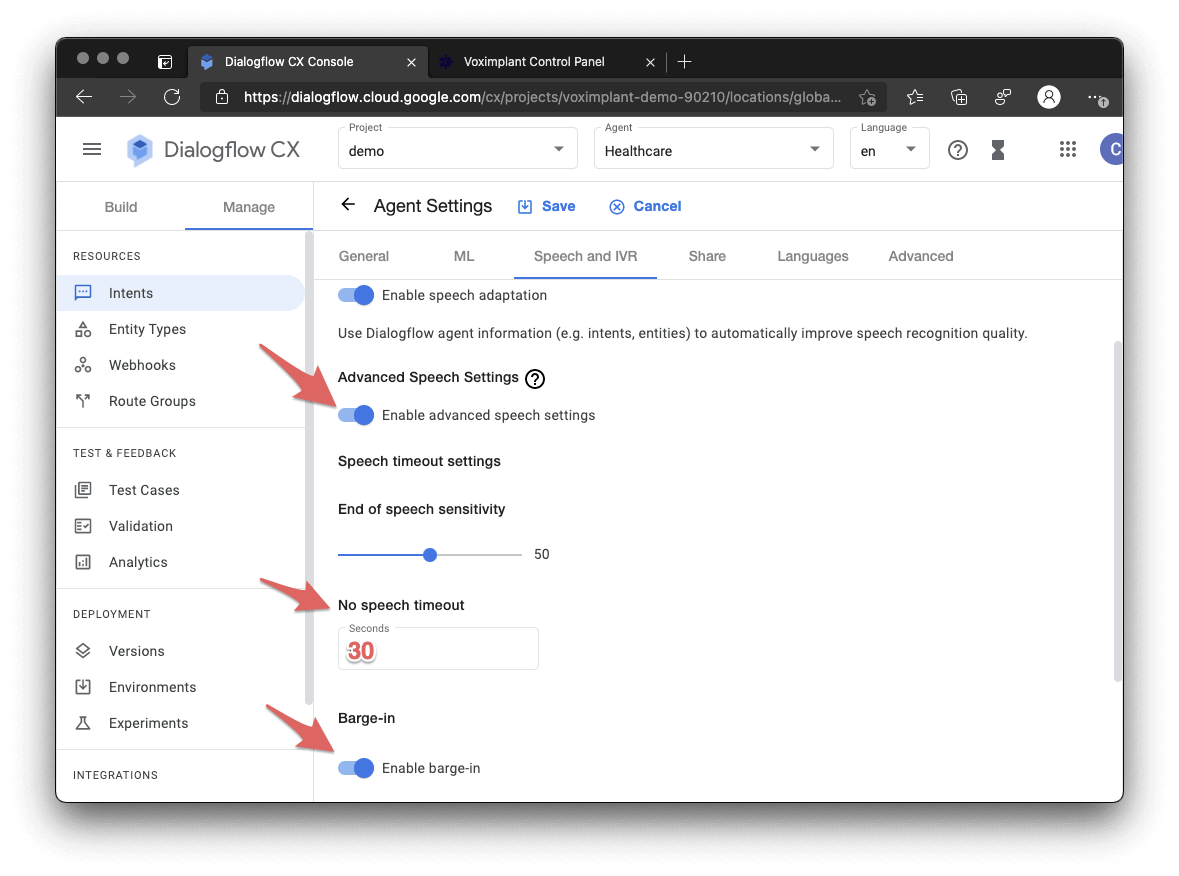 Dialogflow CX Console
Voximplant Control Panel
https://dialogflow.cloud.google.com/cx/projects/voximplant-demo-90210/locations/globa...
Dialogflow CX
Project
demo
Agent
Healthcare
Language
en
C
Build
Manage
Agent Settings
Save
Cancel
General
ML
Speech and IVR
Share
Languages
Advanced
RESOURCES
Intents
Entity Types
Webhooks
Route Groups
TEST & FEEDBACK
Test Cases
Validation
Analytics
DEPLOYMENT
Versions
Environments
Experiments
INTEGRATIONS
Enable speech adaptation
Use Dialogflow agent information (e.g. intents, entities) to automatically improve speech recognition quality.
Advanced Speech Settings
Enable advanced speech settings
Speech timeout settings
End of speech sensitivity
50
No speech timeout
Seconds
30
Barge-in
Enable barge-in